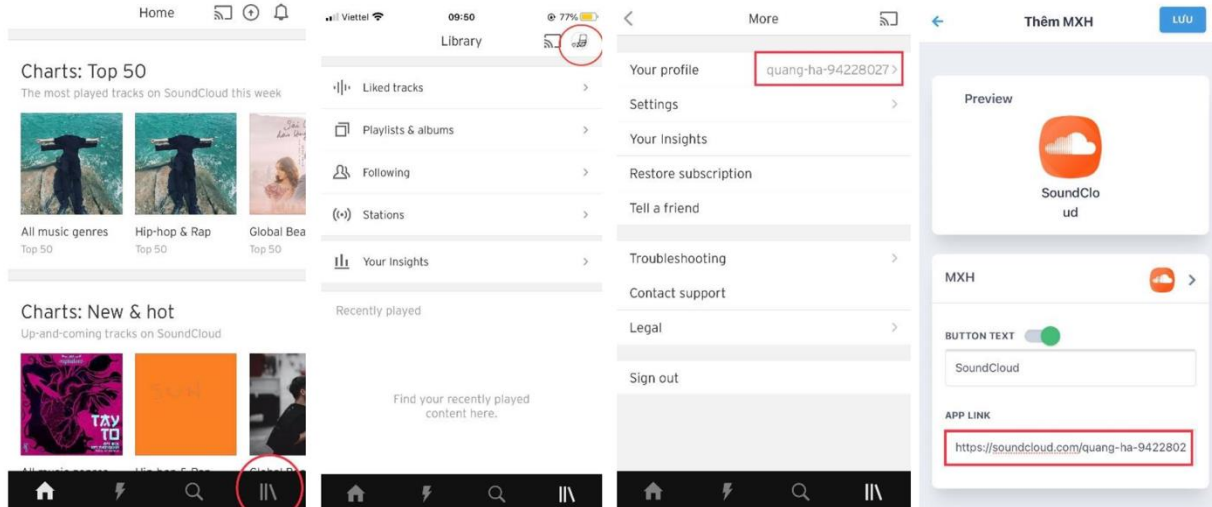 Home
Charts: Top 50
The most played tracks on SoundCloud this week
All music genres
Top 50
Hip-hop & Rap
Top 50
Global Bea
Top 50
Charts: New & hot
Up-and-coming tracks on SoundCloud
TAY
TO
SUN
Viettel
09:50
77%
Library
Liked tracks
Playlists & albums
Following
Stations
Your Insights
Recently played
Find your recently played
content here.
More
Your profile quang-ha-94228027
Settings
Your Insights
Restore subscription
Tell a friend
Troubleshooting
Contact support
Legal
Sign out
Thêm MXH
LƯU
Preview
SoundClo
ud
MXH
BUTTON TEXT
SoundCloud
APP LINK
https://soundcloud.com/quang-ha-9422802